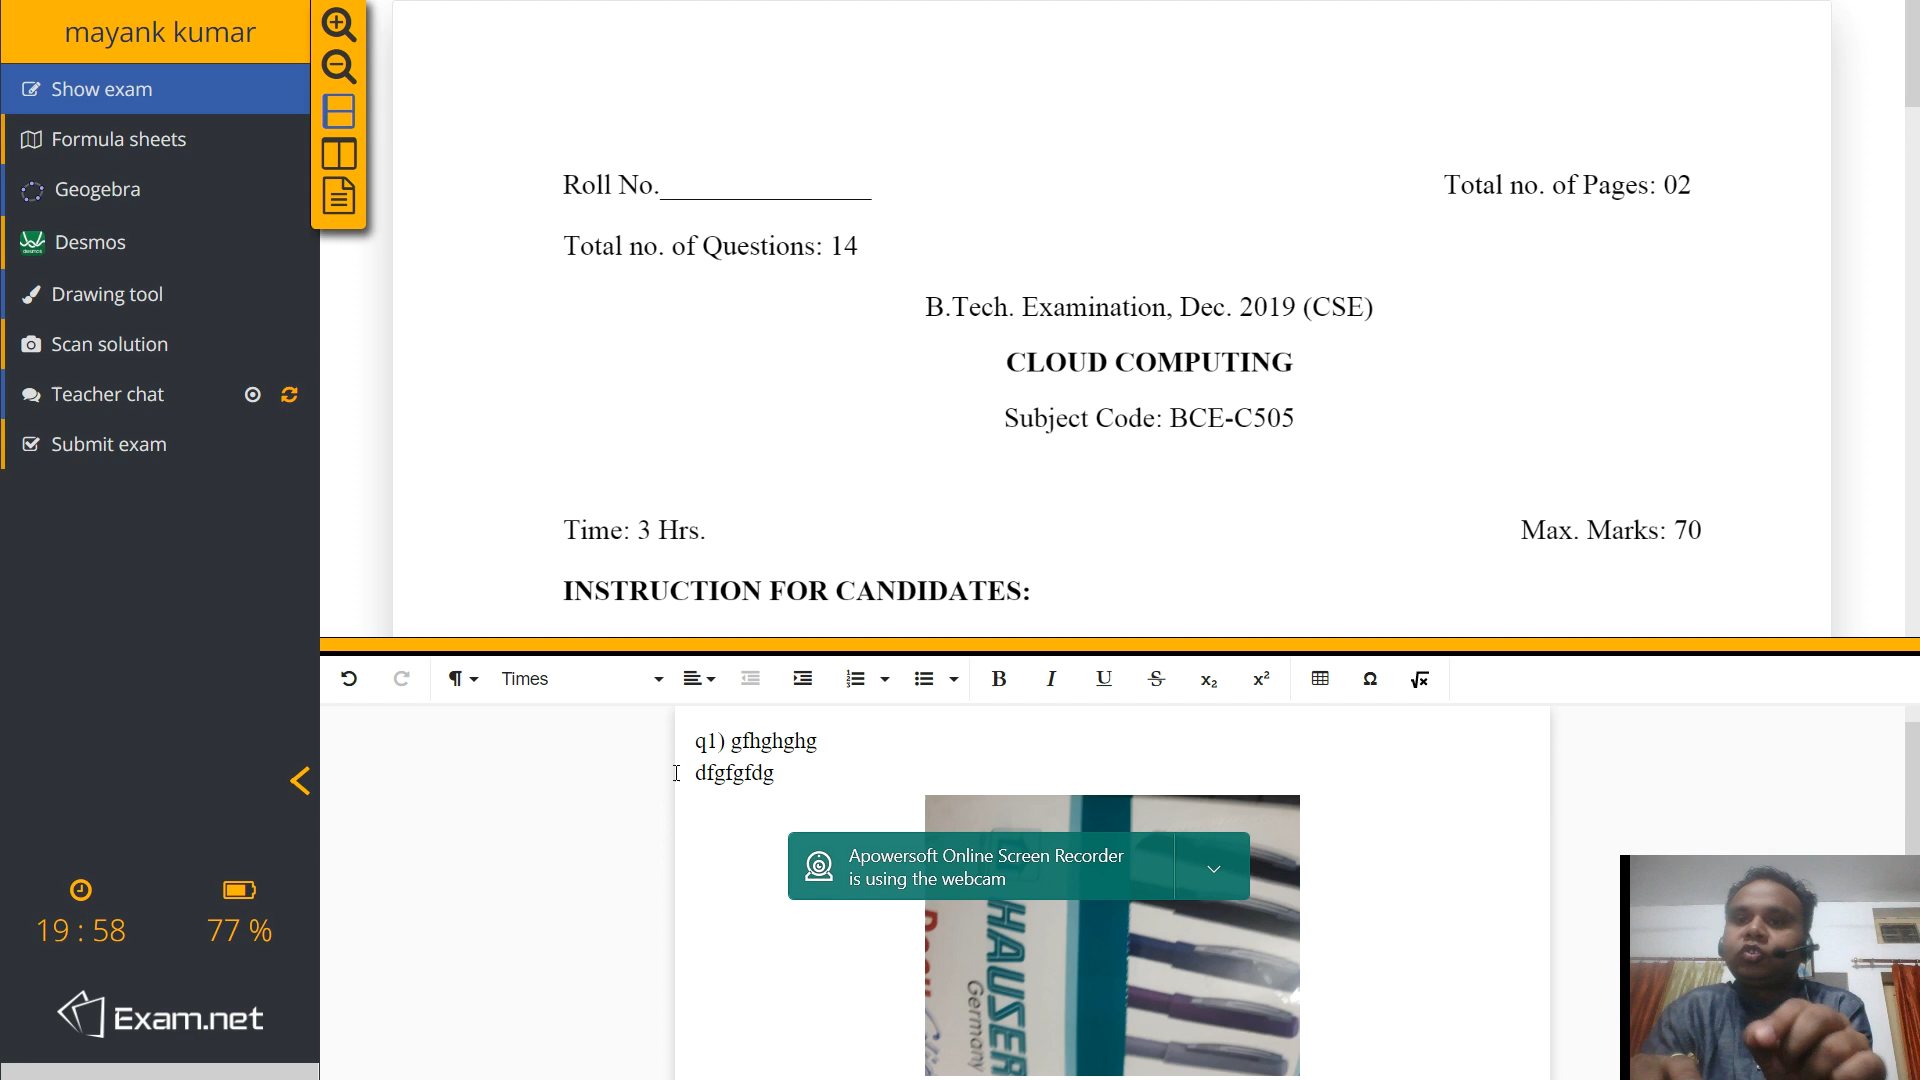 mayank kumar
Show exam
Formula sheets
Geogebra
Desmos
Drawing tool
Scan solution
Teacher chat
Submit exam
19 : 58
77 %
Exam.net
Roll No._______________
Total no. of Pages: 02
Total no. of Questions: 14
B.Tech. Examination, Dec. 2019 (CSE)
CLOUD COMPUTING
Subject Code: BCE-C505
Time: 3 Hrs.
Max. Marks: 70
INSTRUCTION FOR CANDIDATES:
Times
q1) gfhghghg
dfgfgfdg
Apowersoft Online Screen Recorder
is using the webcam
HAUSER
Germany